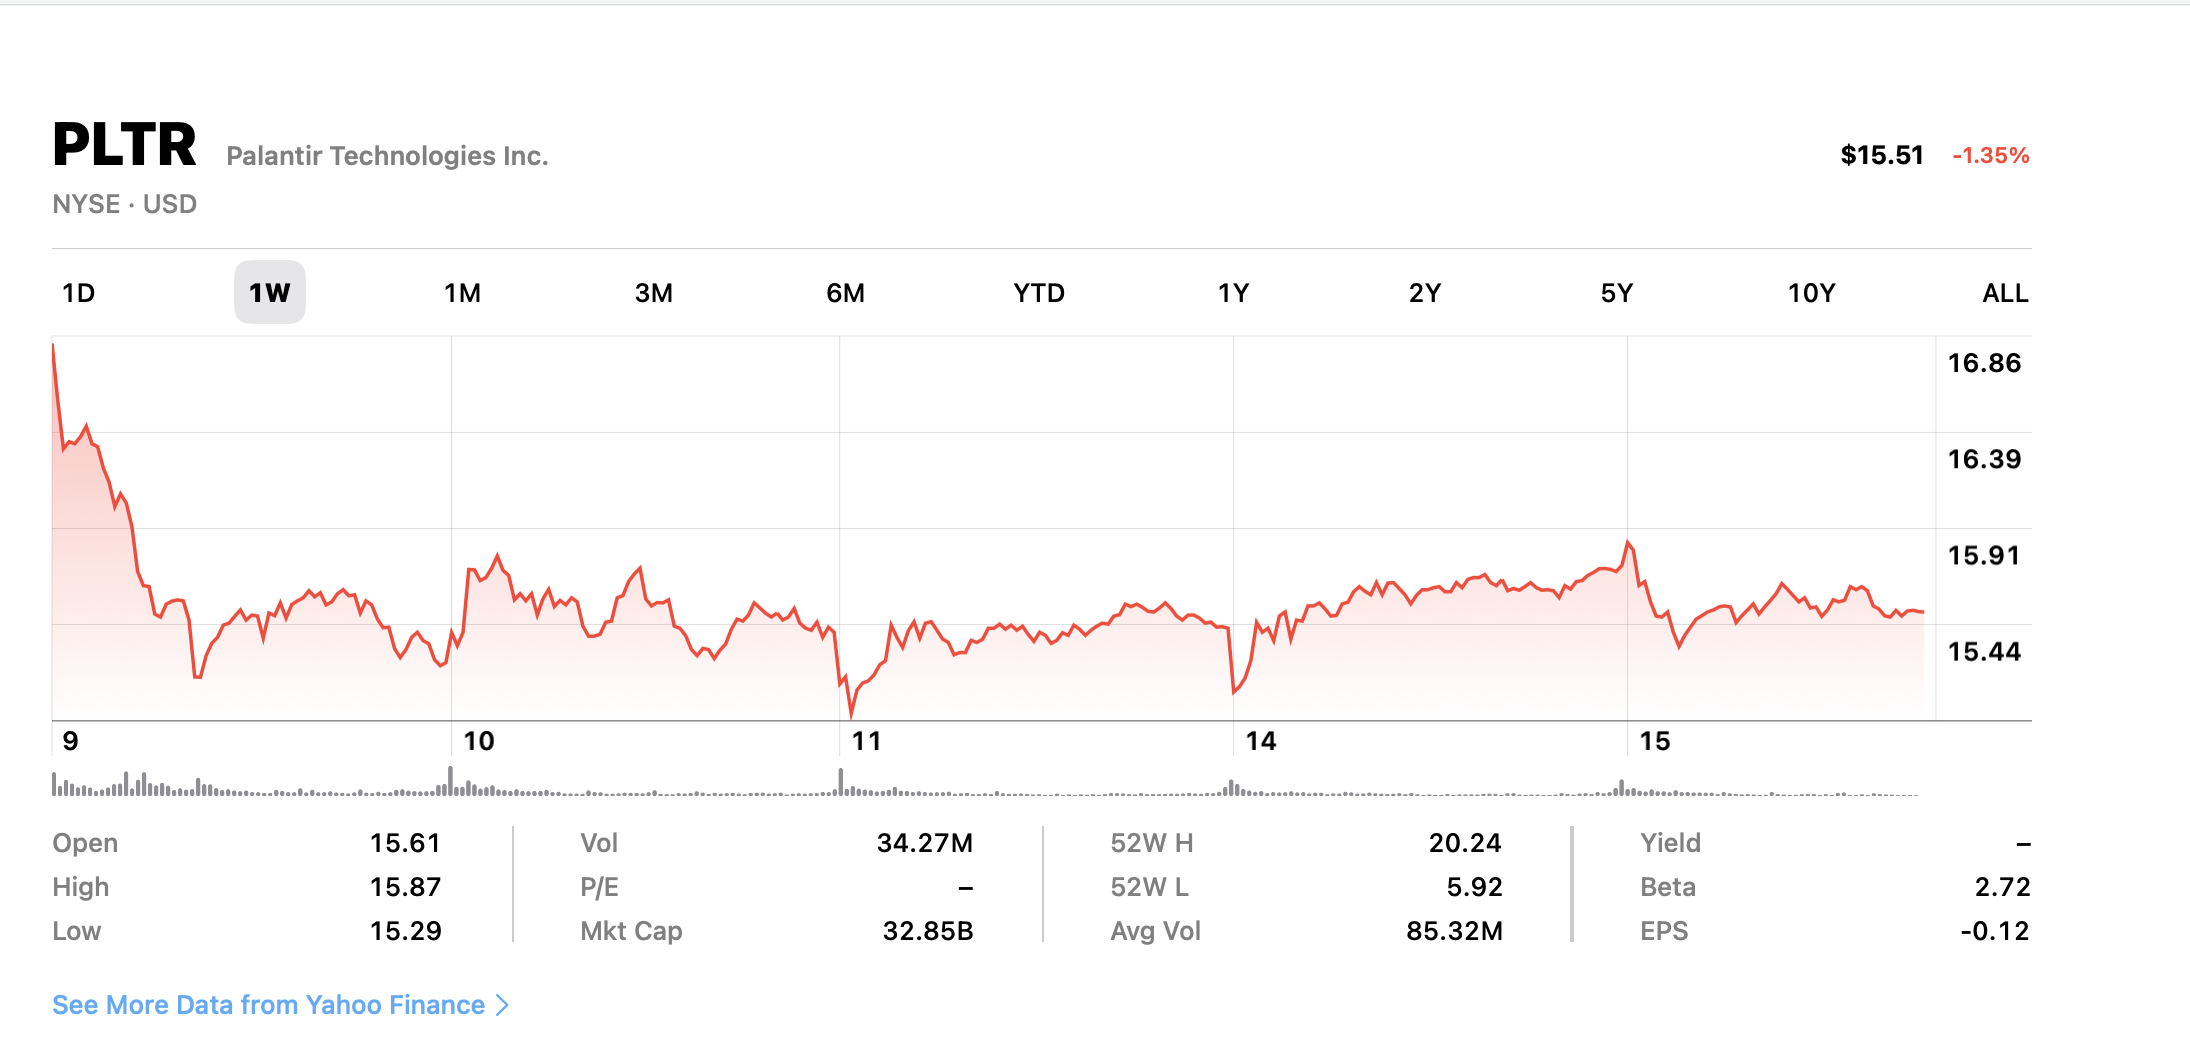 PLTR Palantir Technologies Inc. $15.51 -1.35%
NYSE · USD
1D 1W 1M 3M 6M YTD 1Y 2Y 5Y 10Y ALL
16.86
16.39
15.91
15.44
9 10 11 14 15
Open 15.61 Vol 34.27M 52W H 20.24 Yield –
High 15.87 P/E – 52W L 5.92 Beta 2.72
Low 15.29 Mkt Cap 32.85B Avg Vol 85.32M EPS -0.12
See More Data from Yahoo Finance >